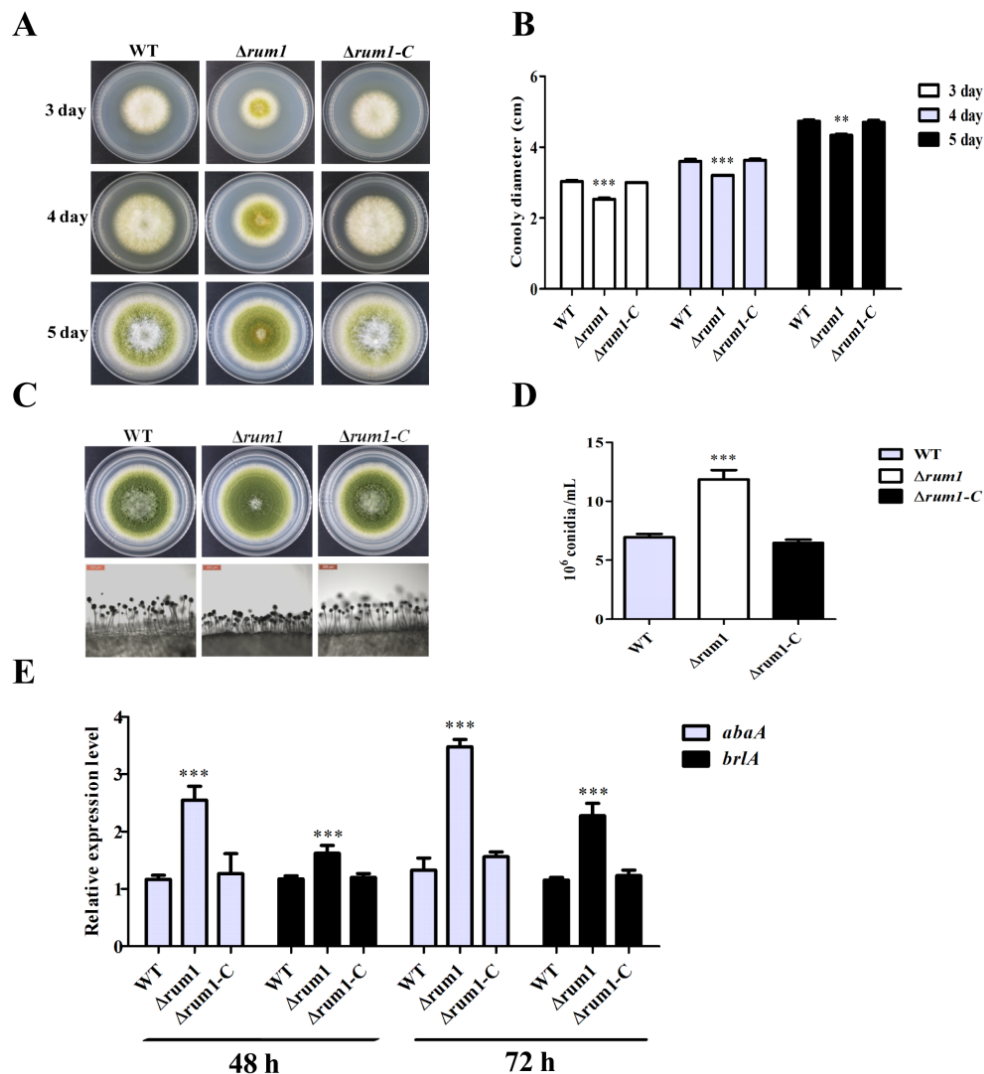 A
WT Δrum1 Δrum1-C
3 day
4 day
5 day
B
Conoly diameter (cm)
6
4
2
0
*** *** **
WT Δrum1 Δrum1-C WT Δrum1 Δrum1-C WT Δrum1 Δrum1-C
3 day
4 day
5 day
C
WT Δrum1 Δrum1-C
D
10⁶ conidia /mL
15
10
5
0
***
WT Δrum1 Δrum1-C
WT
Δrum1
Δrum1-C
E
Relative expression level
4
3
2
1
0
*** *** *** ***
WT Δrum1 Δrum1-C WT Δrum1 Δrum1-C WT Δrum1 Δrum1-C WT Δrum1 Δrum1-C
48 h 72 h
abaA
brlA